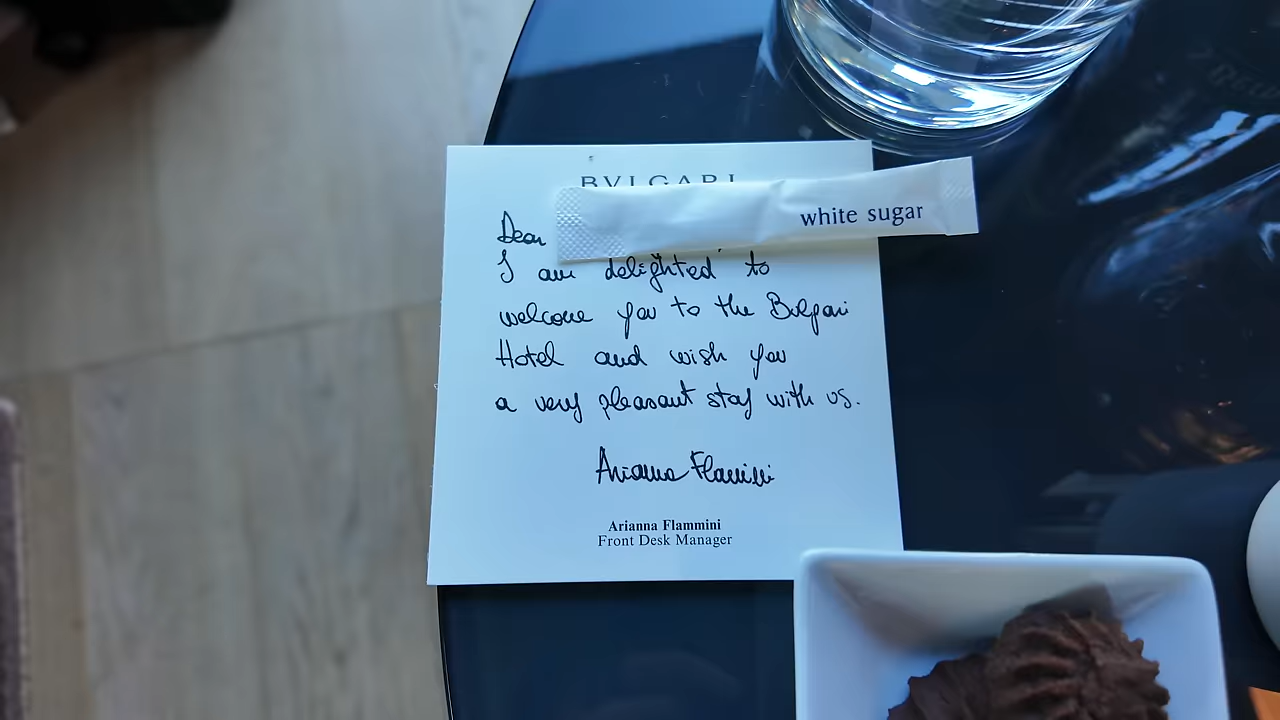 BVLGARI
white sugar
Dear
I am delighted to
welcome you to the Bulgari
Hotel and wish you
a very pleasant stay with us.
Arianna Flammini
Arianna Flammini
Front Desk Manager